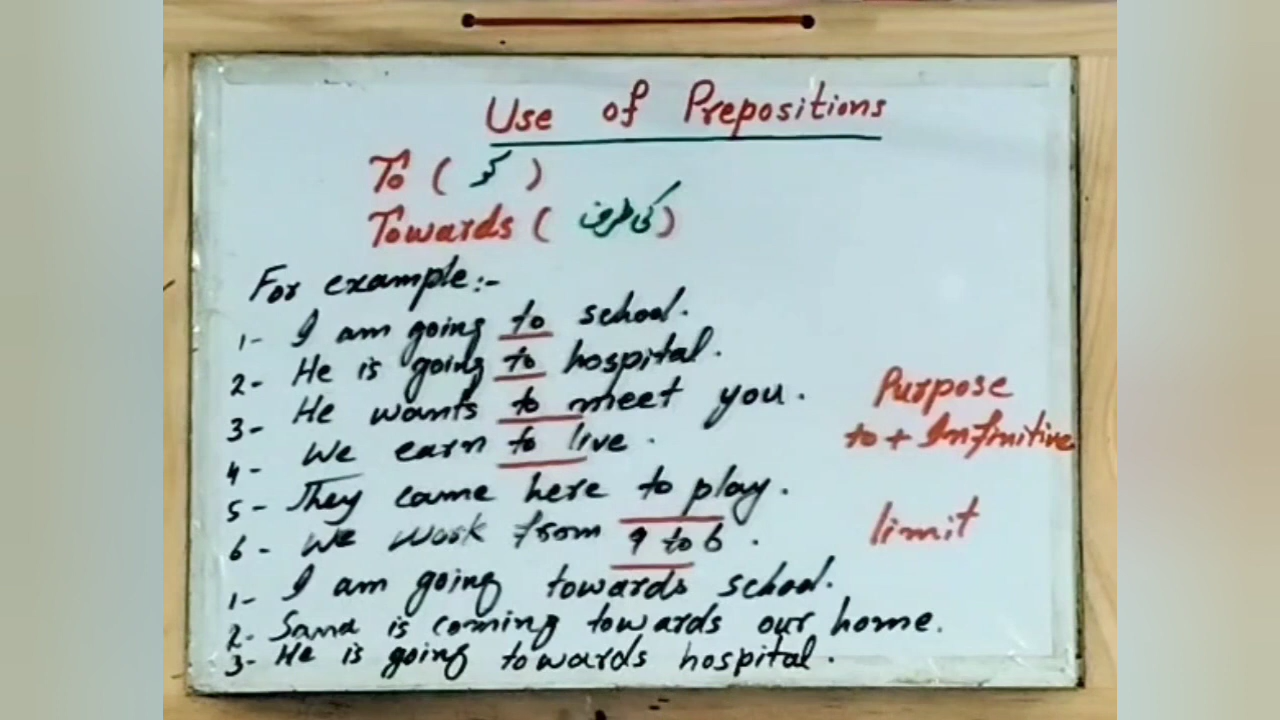 Use of Prepositions
To ( کو )
Towards ( کی طرف )
For example:-
1- I am going to school.
2- He is going to hospital.
3- He wants to meet you.
Purpose
4- We earn to live.
to + Infinitive
5- They came here to play.
6- We work from 9 to 6.
limit
1- I am going towards school.
2- Sana is coming towards our home.
3- He is going towards hospital.